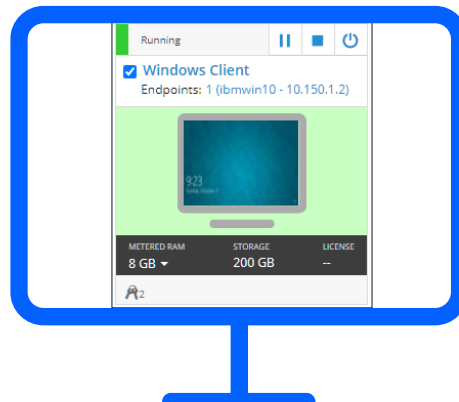 Running
Windows Client
Endpoints: 1 (ibmwin10 - 10.150.1.2)
9:23
METERED RAM STORAGE LICENSE
8 GB 200 GB --
2